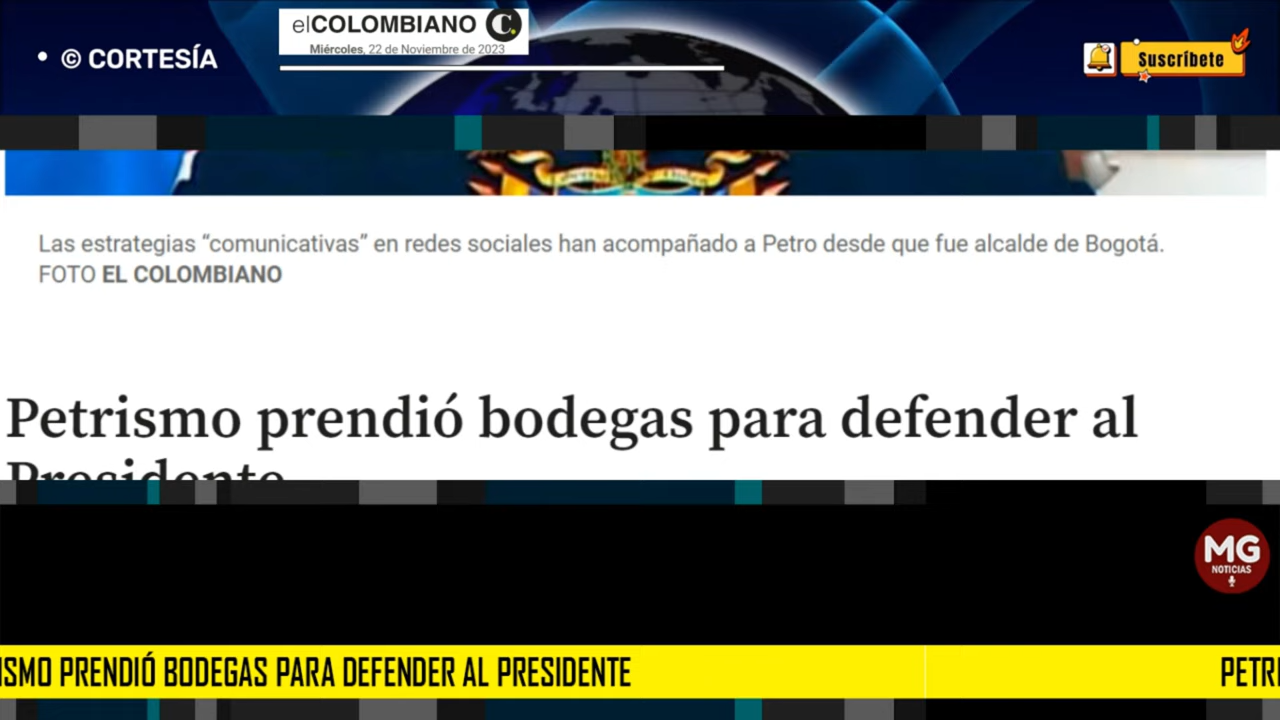 • © CORTESÍA
elCOLOMBIANO C.
Miércoles, 22 de Noviembre de 2023
Suscríbete
Las estrategias “comunicativas” en redes sociales han acompañado a Petro desde que fue alcalde de Bogotá.
FOTO EL COLOMBIANO
Petrismo prendió bodegas para defender al
Presidente
MG
NOTICIAS
ISMO PRENDIÓ BODEGAS PARA DEFENDER AL PRESIDENTE
PETRI